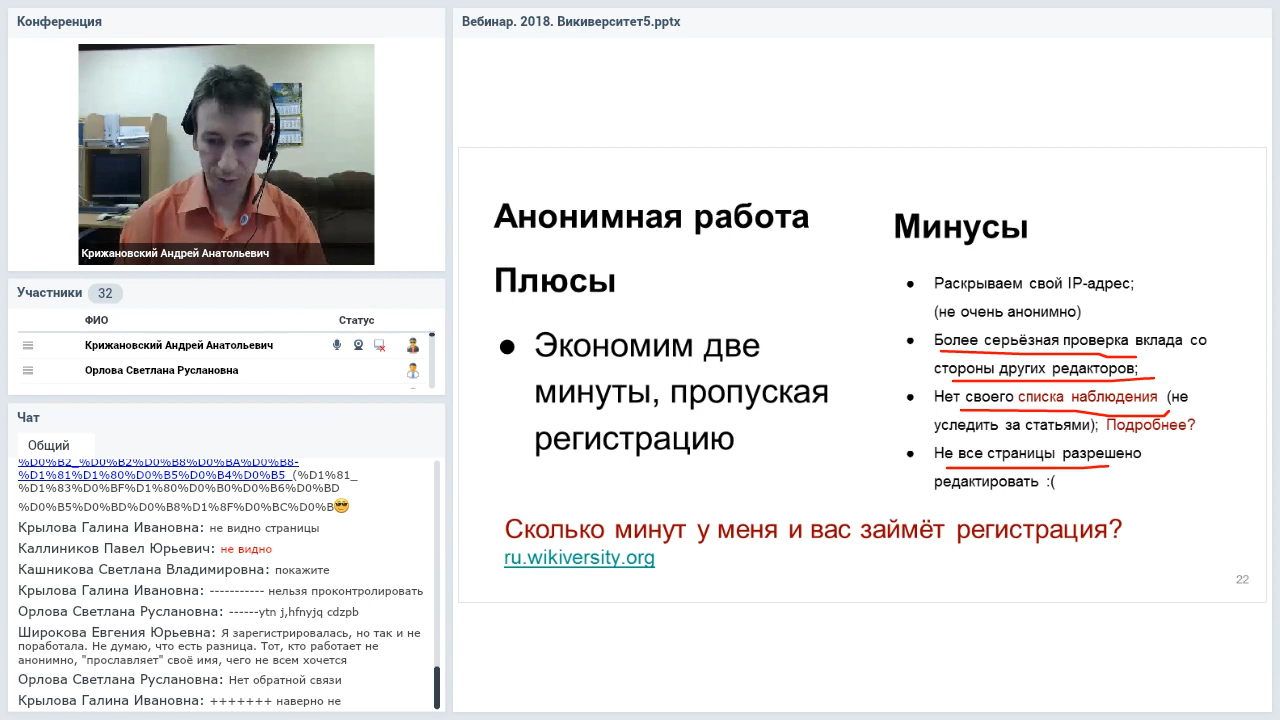 Конференция
Крижановский Андрей Анатольевич
Участники 32
ФИО Статус
Крижановский Андрей Анатольевич
Орлова Светлана Руслановна
Чат
Общий
%D0%B2_%D0%B2%D0%B8%D0%BA%D0%B8-
%D1%81%D1%80%D0%B5%D0%B4%D0%B5_(%D1%81_
%D1%83%D0%BF%D1%80%D0%B0%D0%B6%D0%BD
%D0%B5%D0%BD%D0%B8%D1%8F%D0%BC%D0%B
Крылова Галина Ивановна: не видно страницы
Каллиников Павел Юрьевич: не видно
Кашникова Светлана Владимировна: покажите
Крылова Галина Ивановна: ----------- нельзя проконтролировать
Орлова Светлана Руслановна: ------ytn j,hfnyjq cdzpb
Широкова Евгения Юрьевна: Я зарегистрировалась, но так и не
поработала. Не думаю, что есть разница. Тот, кто работает не
анонимно, "прославляет" своё имя, чего не всем хочется
Орлова Светлана Руслановна: Нет обратной связи
Крылова Галина Ивановна: +++++++ наверно не
Вебинар. 2018. Викиверситет5.pptx
Анонимная работа
Плюсы
● Экономим две
минуты, пропуская
регистрацию
Минусы
● Раскрываем свой IP-адрес;
(не очень анонимно)
● Более серьёзная проверка вклада со
стороны других редакторов;
● Нет своего списка наблюдения (не
уследить за статьями); Подробнее?
● Не все страницы разрешено
редактировать :(
Сколько минут у меня и вас займёт регистрация?
ru.wikiversity.org
22